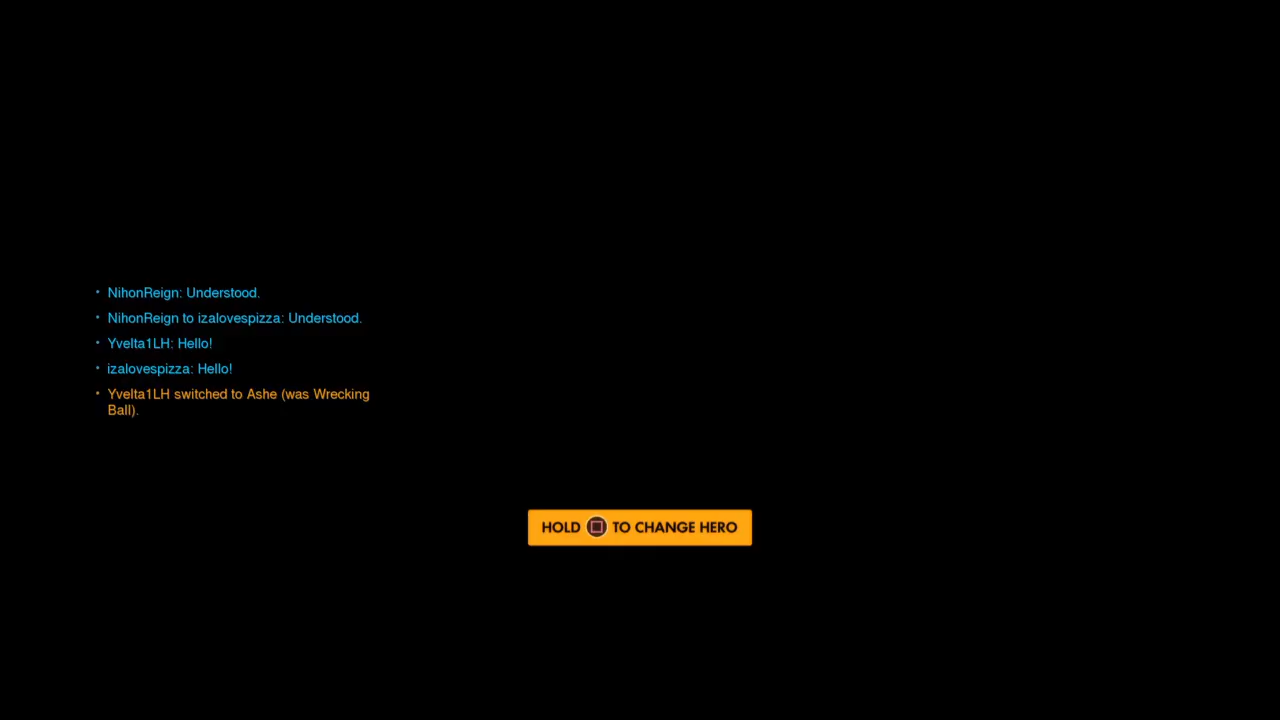 • NihonReign: Understood.
• NihonReign to izalovespizza: Understood.
• Yvelta1LH: Hello!
• izalovespizza: Hello!
• Yvelta1LH switched to Ashe (was Wrecking
Ball).
HOLD TO CHANGE HERO